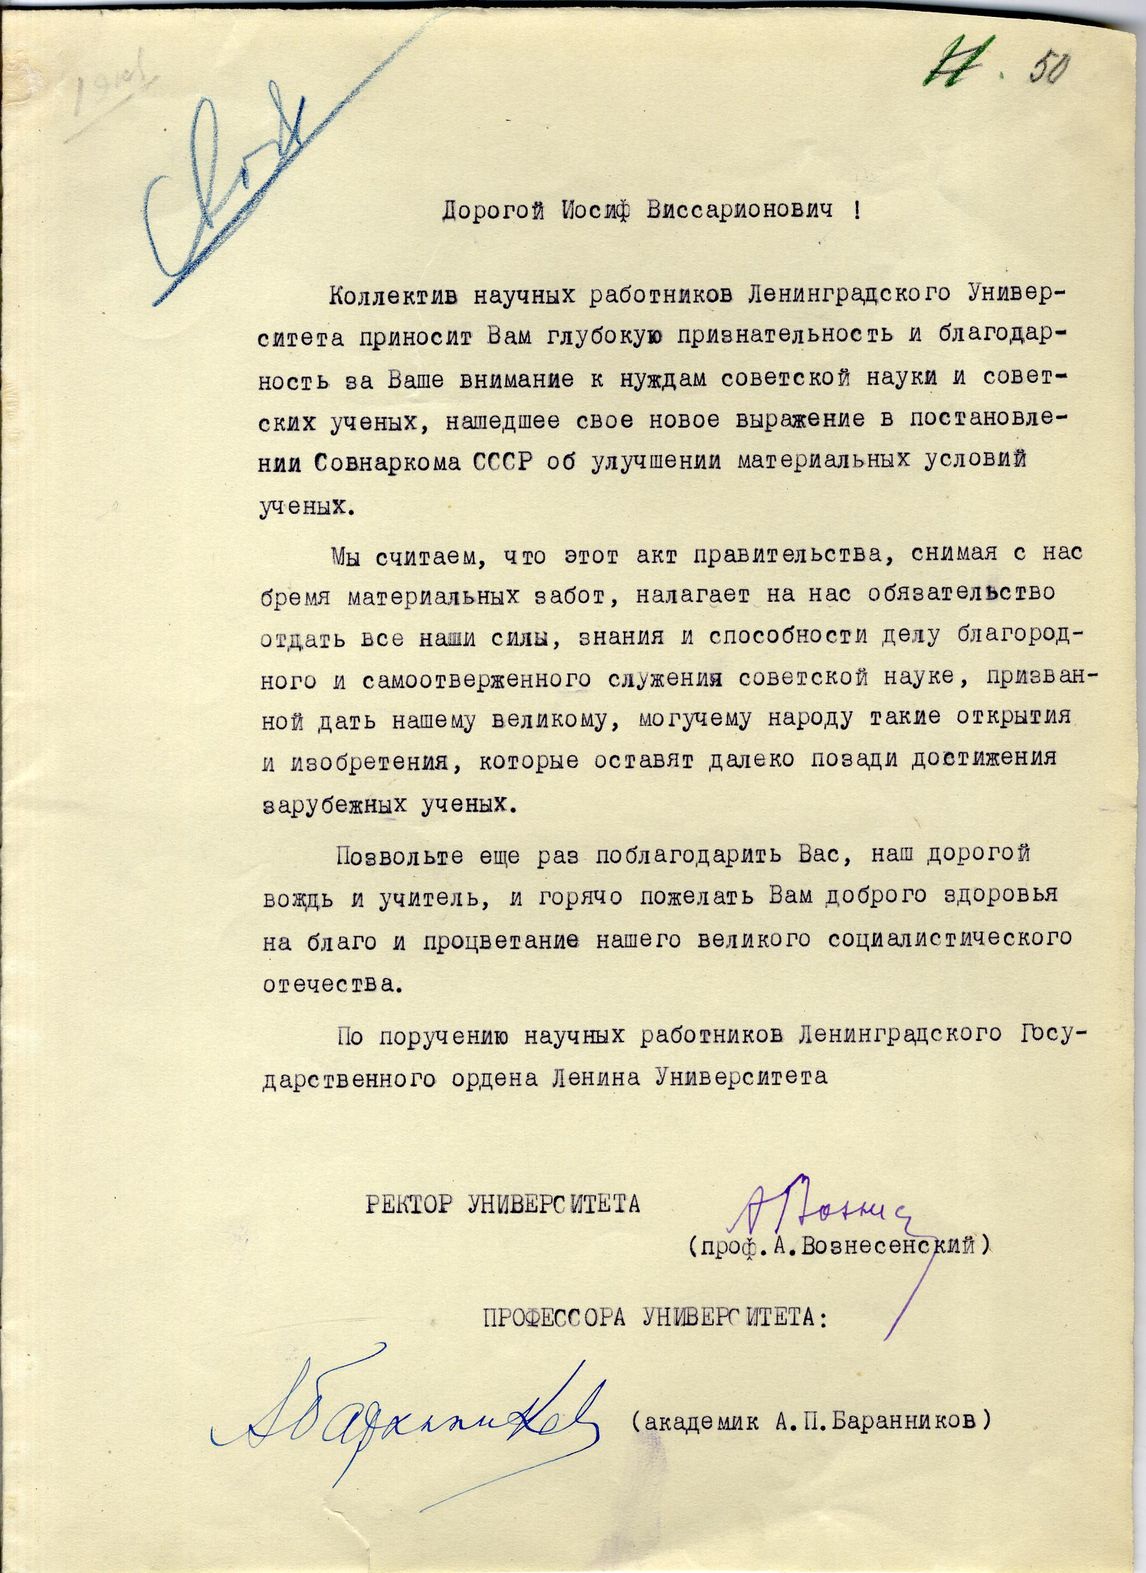 50
Дорогой Иосиф Виссарионович !
Коллектив научных работников Ленинградского Универ-
ситета приносит Вам глубокую признательность и благодар-
ность за Ваше внимание к нуждам советской науки и совет-
ских ученых, нашедшее свое новое выражение в постановле-
нии Совнаркома СССР об улучшении материальных условий
ученых.
Мы считаем, что этот акт правительства, снимая с нас
бремя материальных забот, налагает на нас обязательство
отдать все наши силы, знания и способности делу благород-
ного и самоотверженного служения советской науке, призван-
ной дать нашему великому, могучему народу такие открытия
и изобретения, которые оставят далеко позади достижения
зарубежных ученых.
Позвольте еще раз поблагодарить Вас, наш дорогой
вождь и учитель, и горячо пожелать Вам доброго здоровья
на благо и процветание нашего великого социалистического
отечества.
По поручению научных работников Ленинградского Госу-
дарственного ордена Ленина Университета
РЕКТОР УНИВЕРСИТЕТА
(проф.А.Вознесенский)
ПРОФЕССОРА УНИВЕРСИТЕТА:
АБаранников (академик А.П.Баранников)